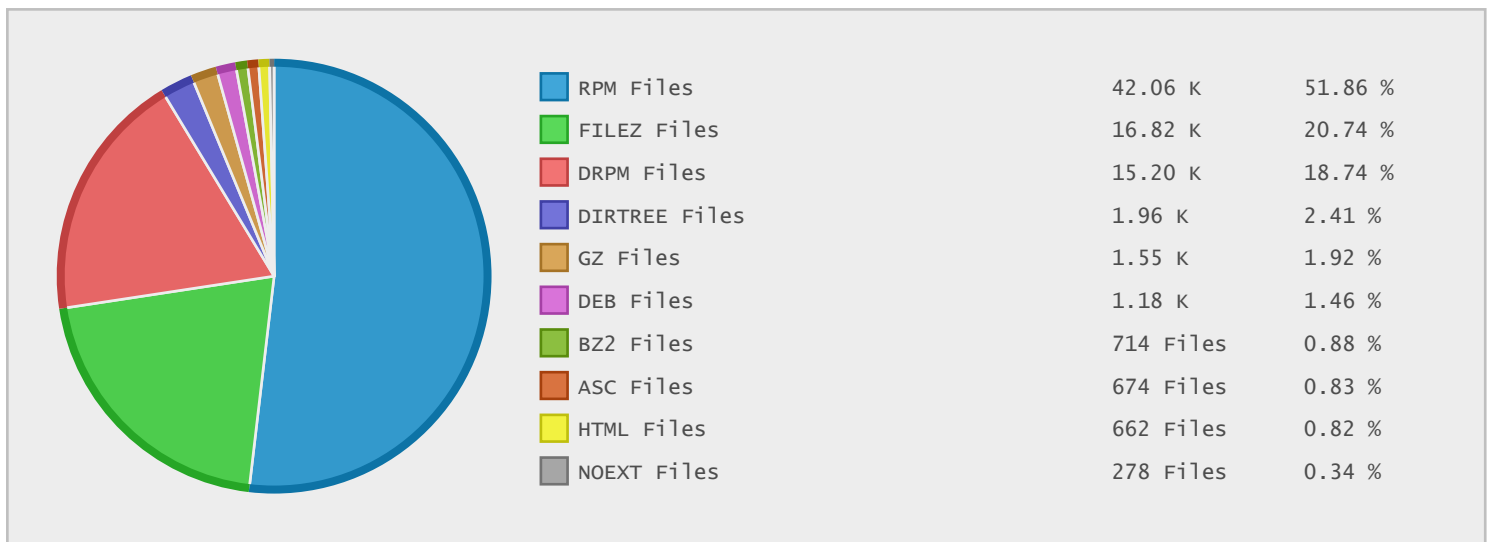 RPM Files 42.06 K 51.86 %
FILEZ Files 16.82 K 20.74 %
DRPM Files 15.20 K 18.74 %
DIRTREE Files 1.96 K 2.41 %
GZ Files 1.55 K 1.92 %
DEB Files 1.18 K 1.46 %
BZ2 Files 714 Files 0.88 %
ASC Files 674 Files 0.83 %
HTML Files 662 Files 0.82 %
NOEXT Files 278 Files 0.34 %